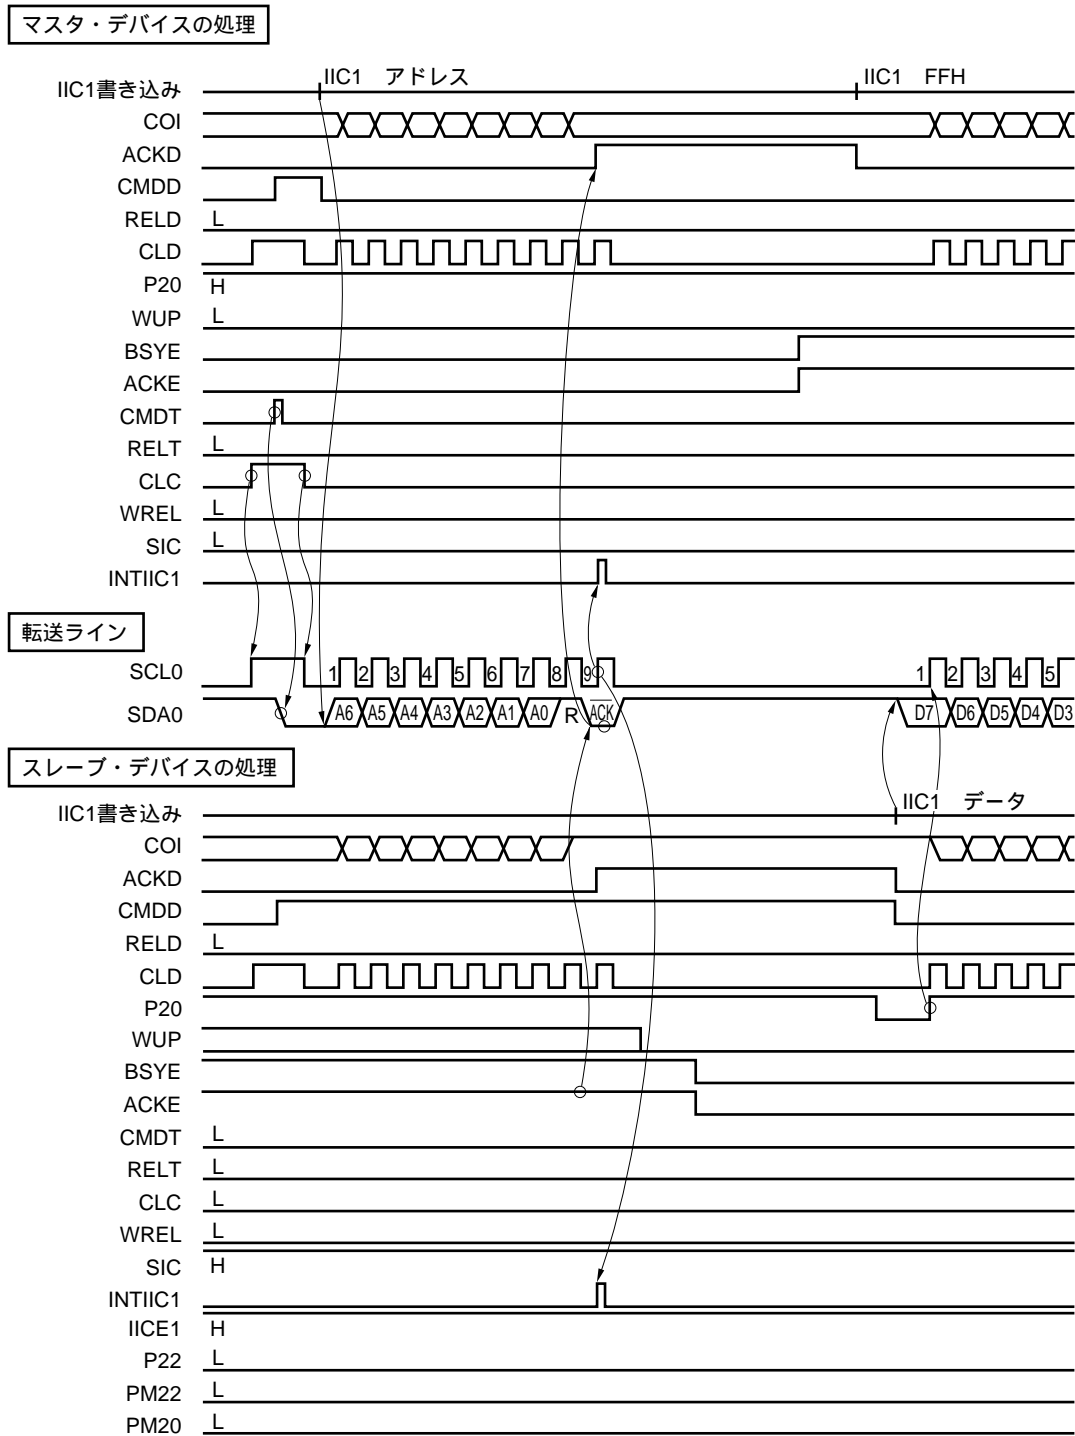 マスタ・デバイスの処理
IIC1書き込み IIC1 アドレス IIC1 FFH
COI
ACKD
CMDD
RELD L
CLD
P20 H
WUP L
BSYE
ACKE
CMDT
RELT L
CLC
WREL L
SIC L
INTIIC1
転送ライン
SCL0 1 2 3 4 5 6 7 8 9 1 2 3 4 5
SDA0 A6 A5 A4 A3 A2 A1 A0 R ACK D7 D6 D5 D4 D3
スレーブ・デバイスの処理
IIC1書き込み IIC1 データ
COI
ACKD
CMDD
RELD L
CLD
P20
WUP
BSYE
ACKE
CMDT L
RELT L
CLC L
WREL L
SIC H
INTIIC1
IICE1 H
P22 L
PM22 L
PM20 L